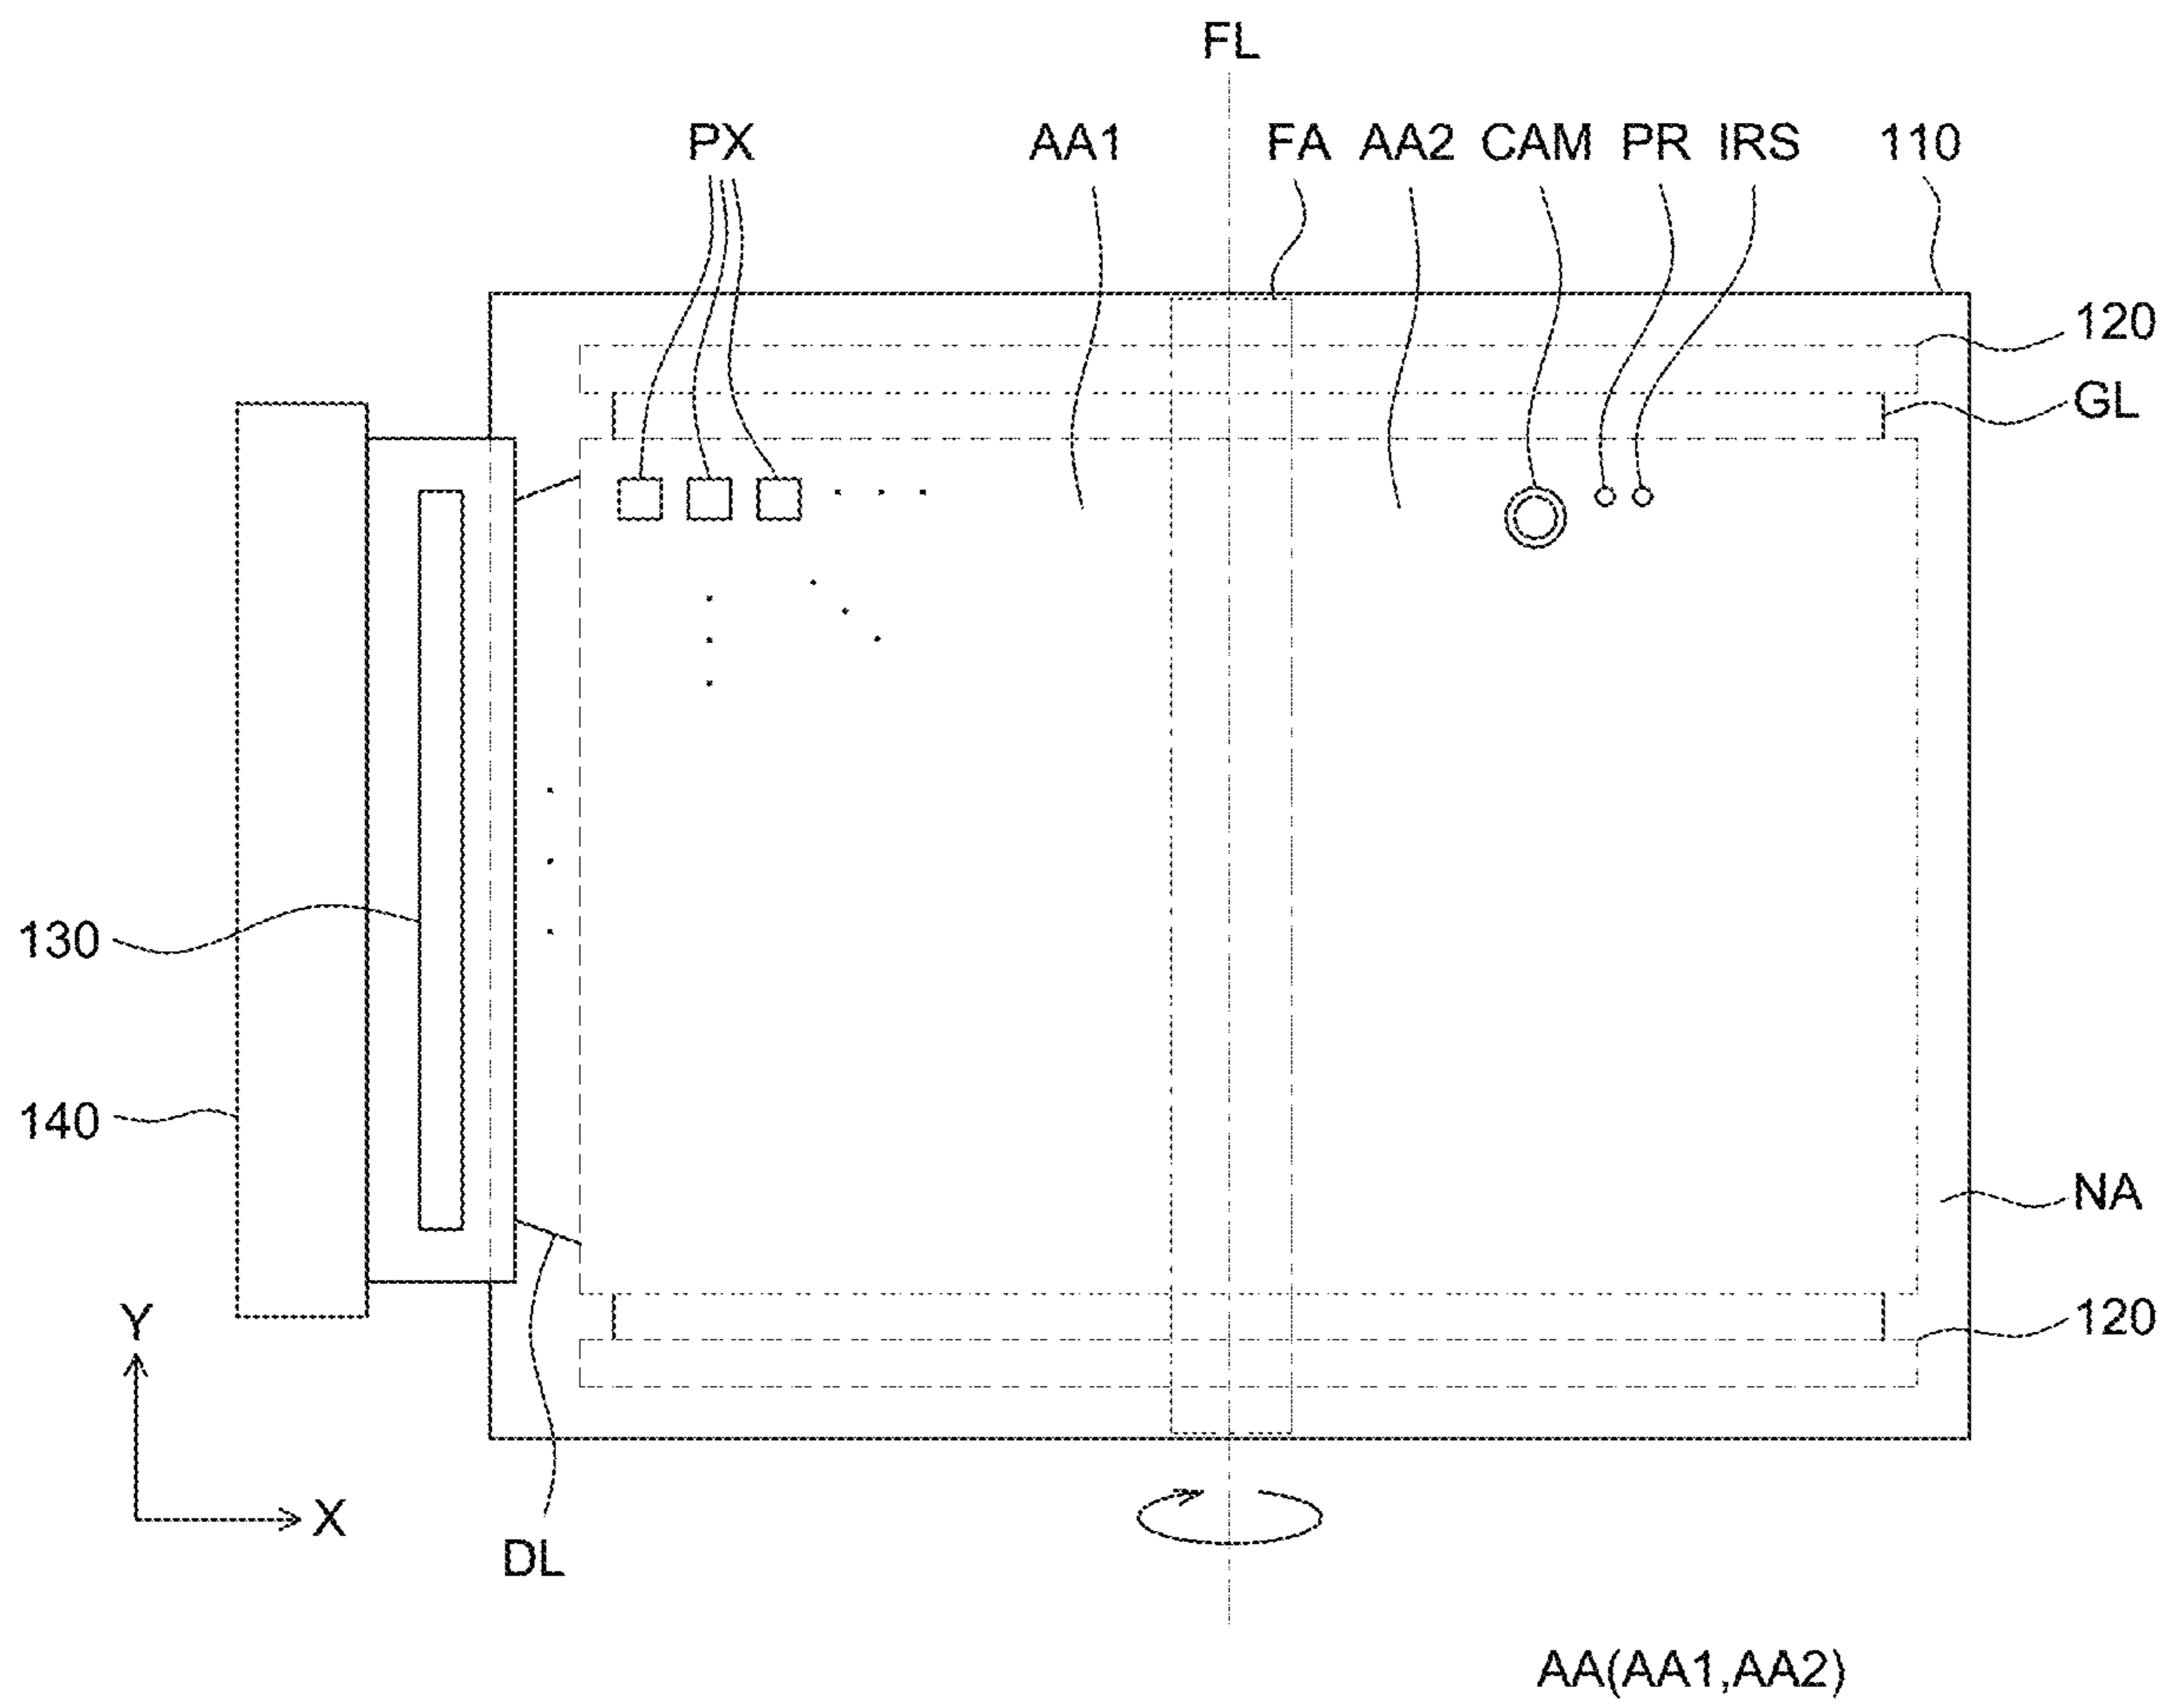 FL
PX AA1 FA AA2 CAM PR IRS 110
120
GL
130
140
NA
Y
120
X
DL
AA(AA1,AA2)